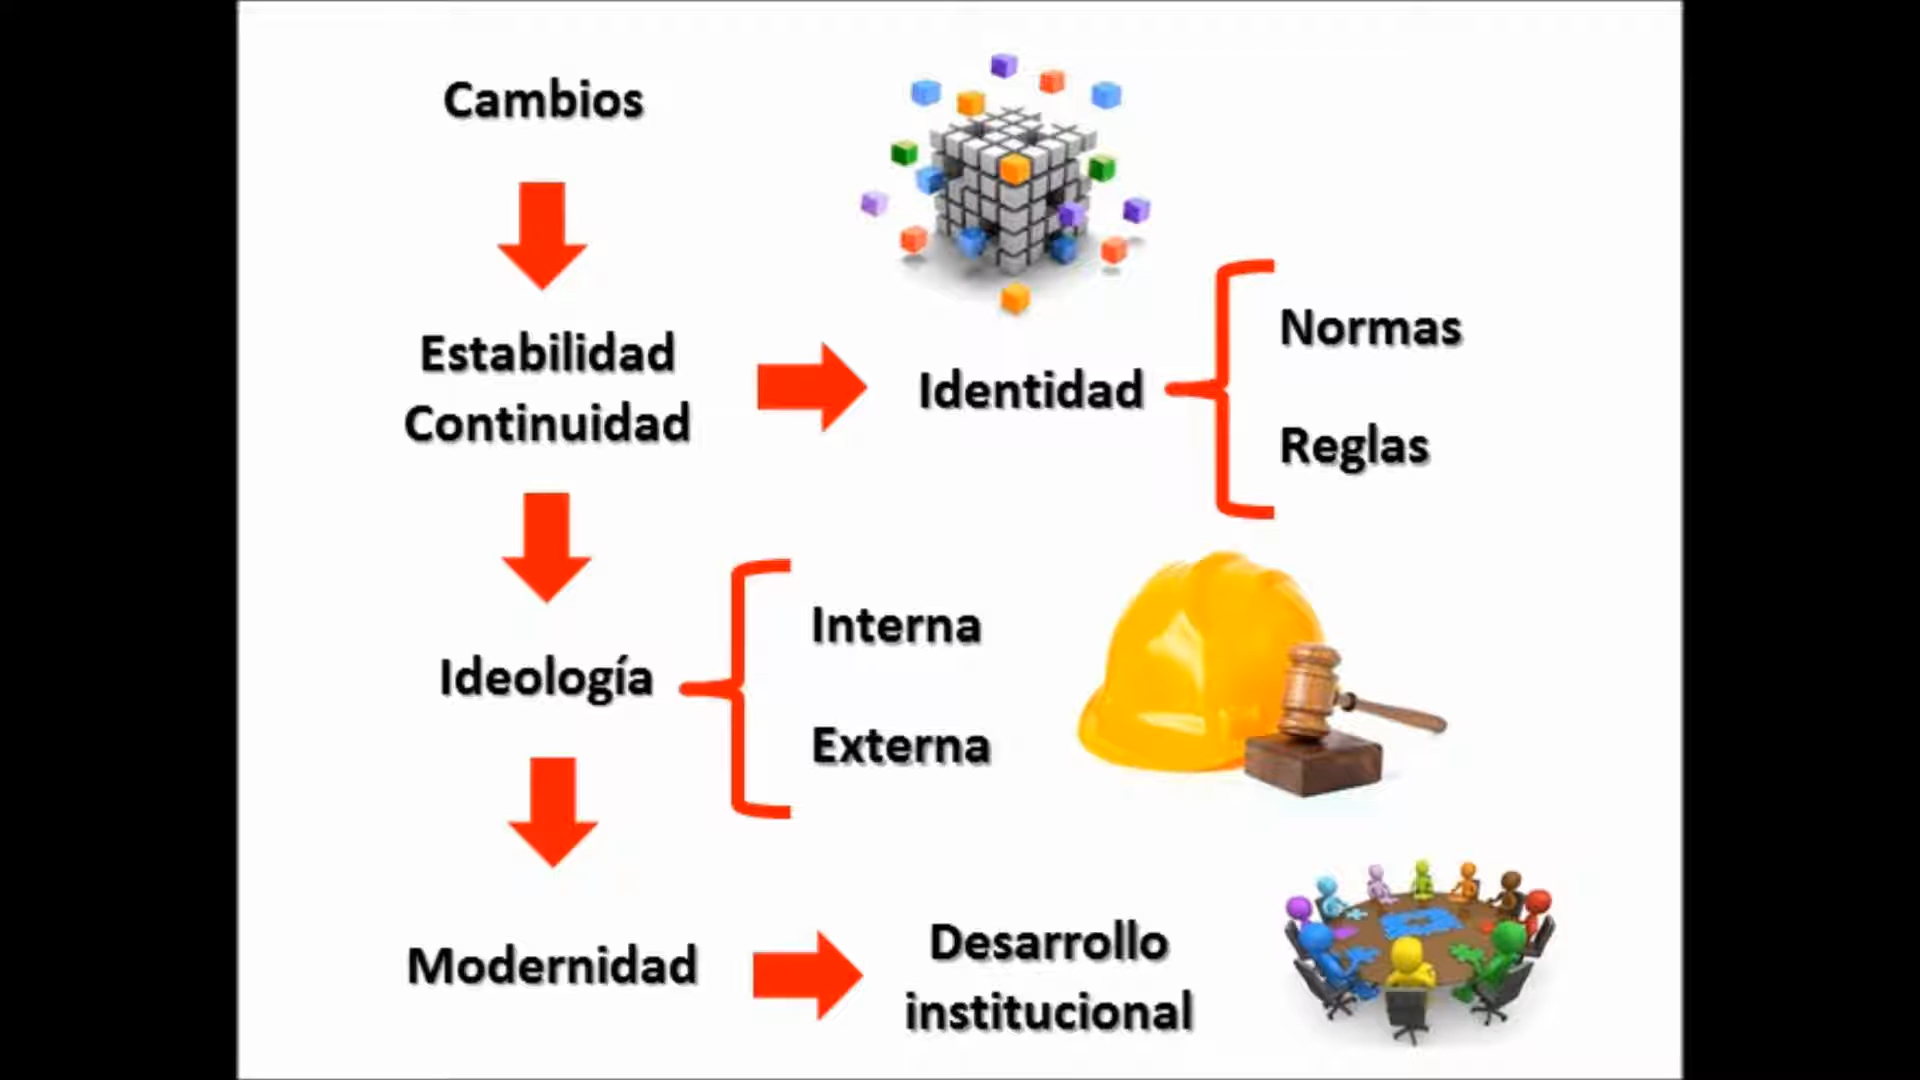 Cambios
Estabilidad
Continuidad
Identidad
Normas
Reglas
Ideología
Interna
Externa
Modernidad
Desarrollo
institucional